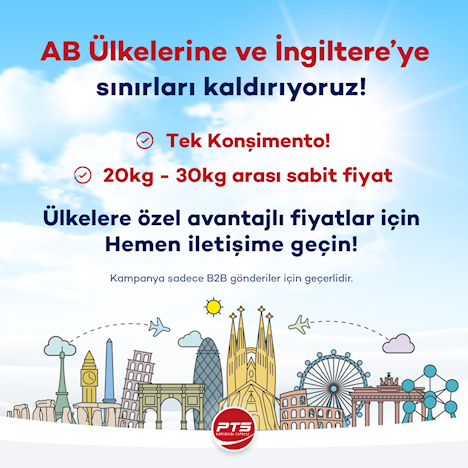 AB Ülkelerine ve İngiltere'ye
sınırları kaldırıyoruz!
Tek Konşimento!
20kg - 30kg arası sabit fiyat
Ülkelere özel avantajlı fiyatlar için
Hemen iletişime geçin!
Kampanya sadece B2B gönderiler için geçerlidir.
PTS